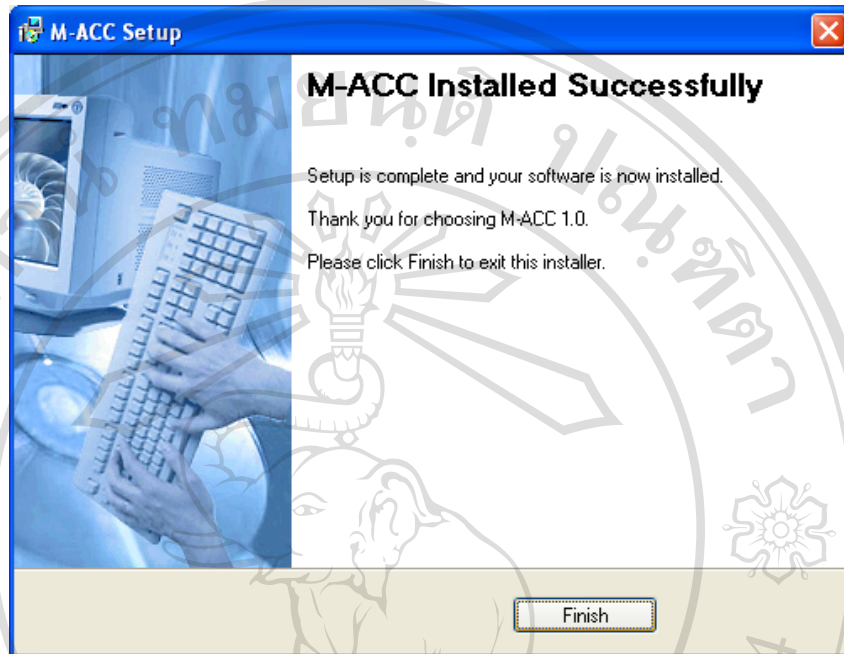 M-ACC Setup
M-ACC Installed Successfully
Setup is complete and your software is now installed.
Thank you for choosing M-ACC 1.0.
Please click Finish to exit this installer.
Finish